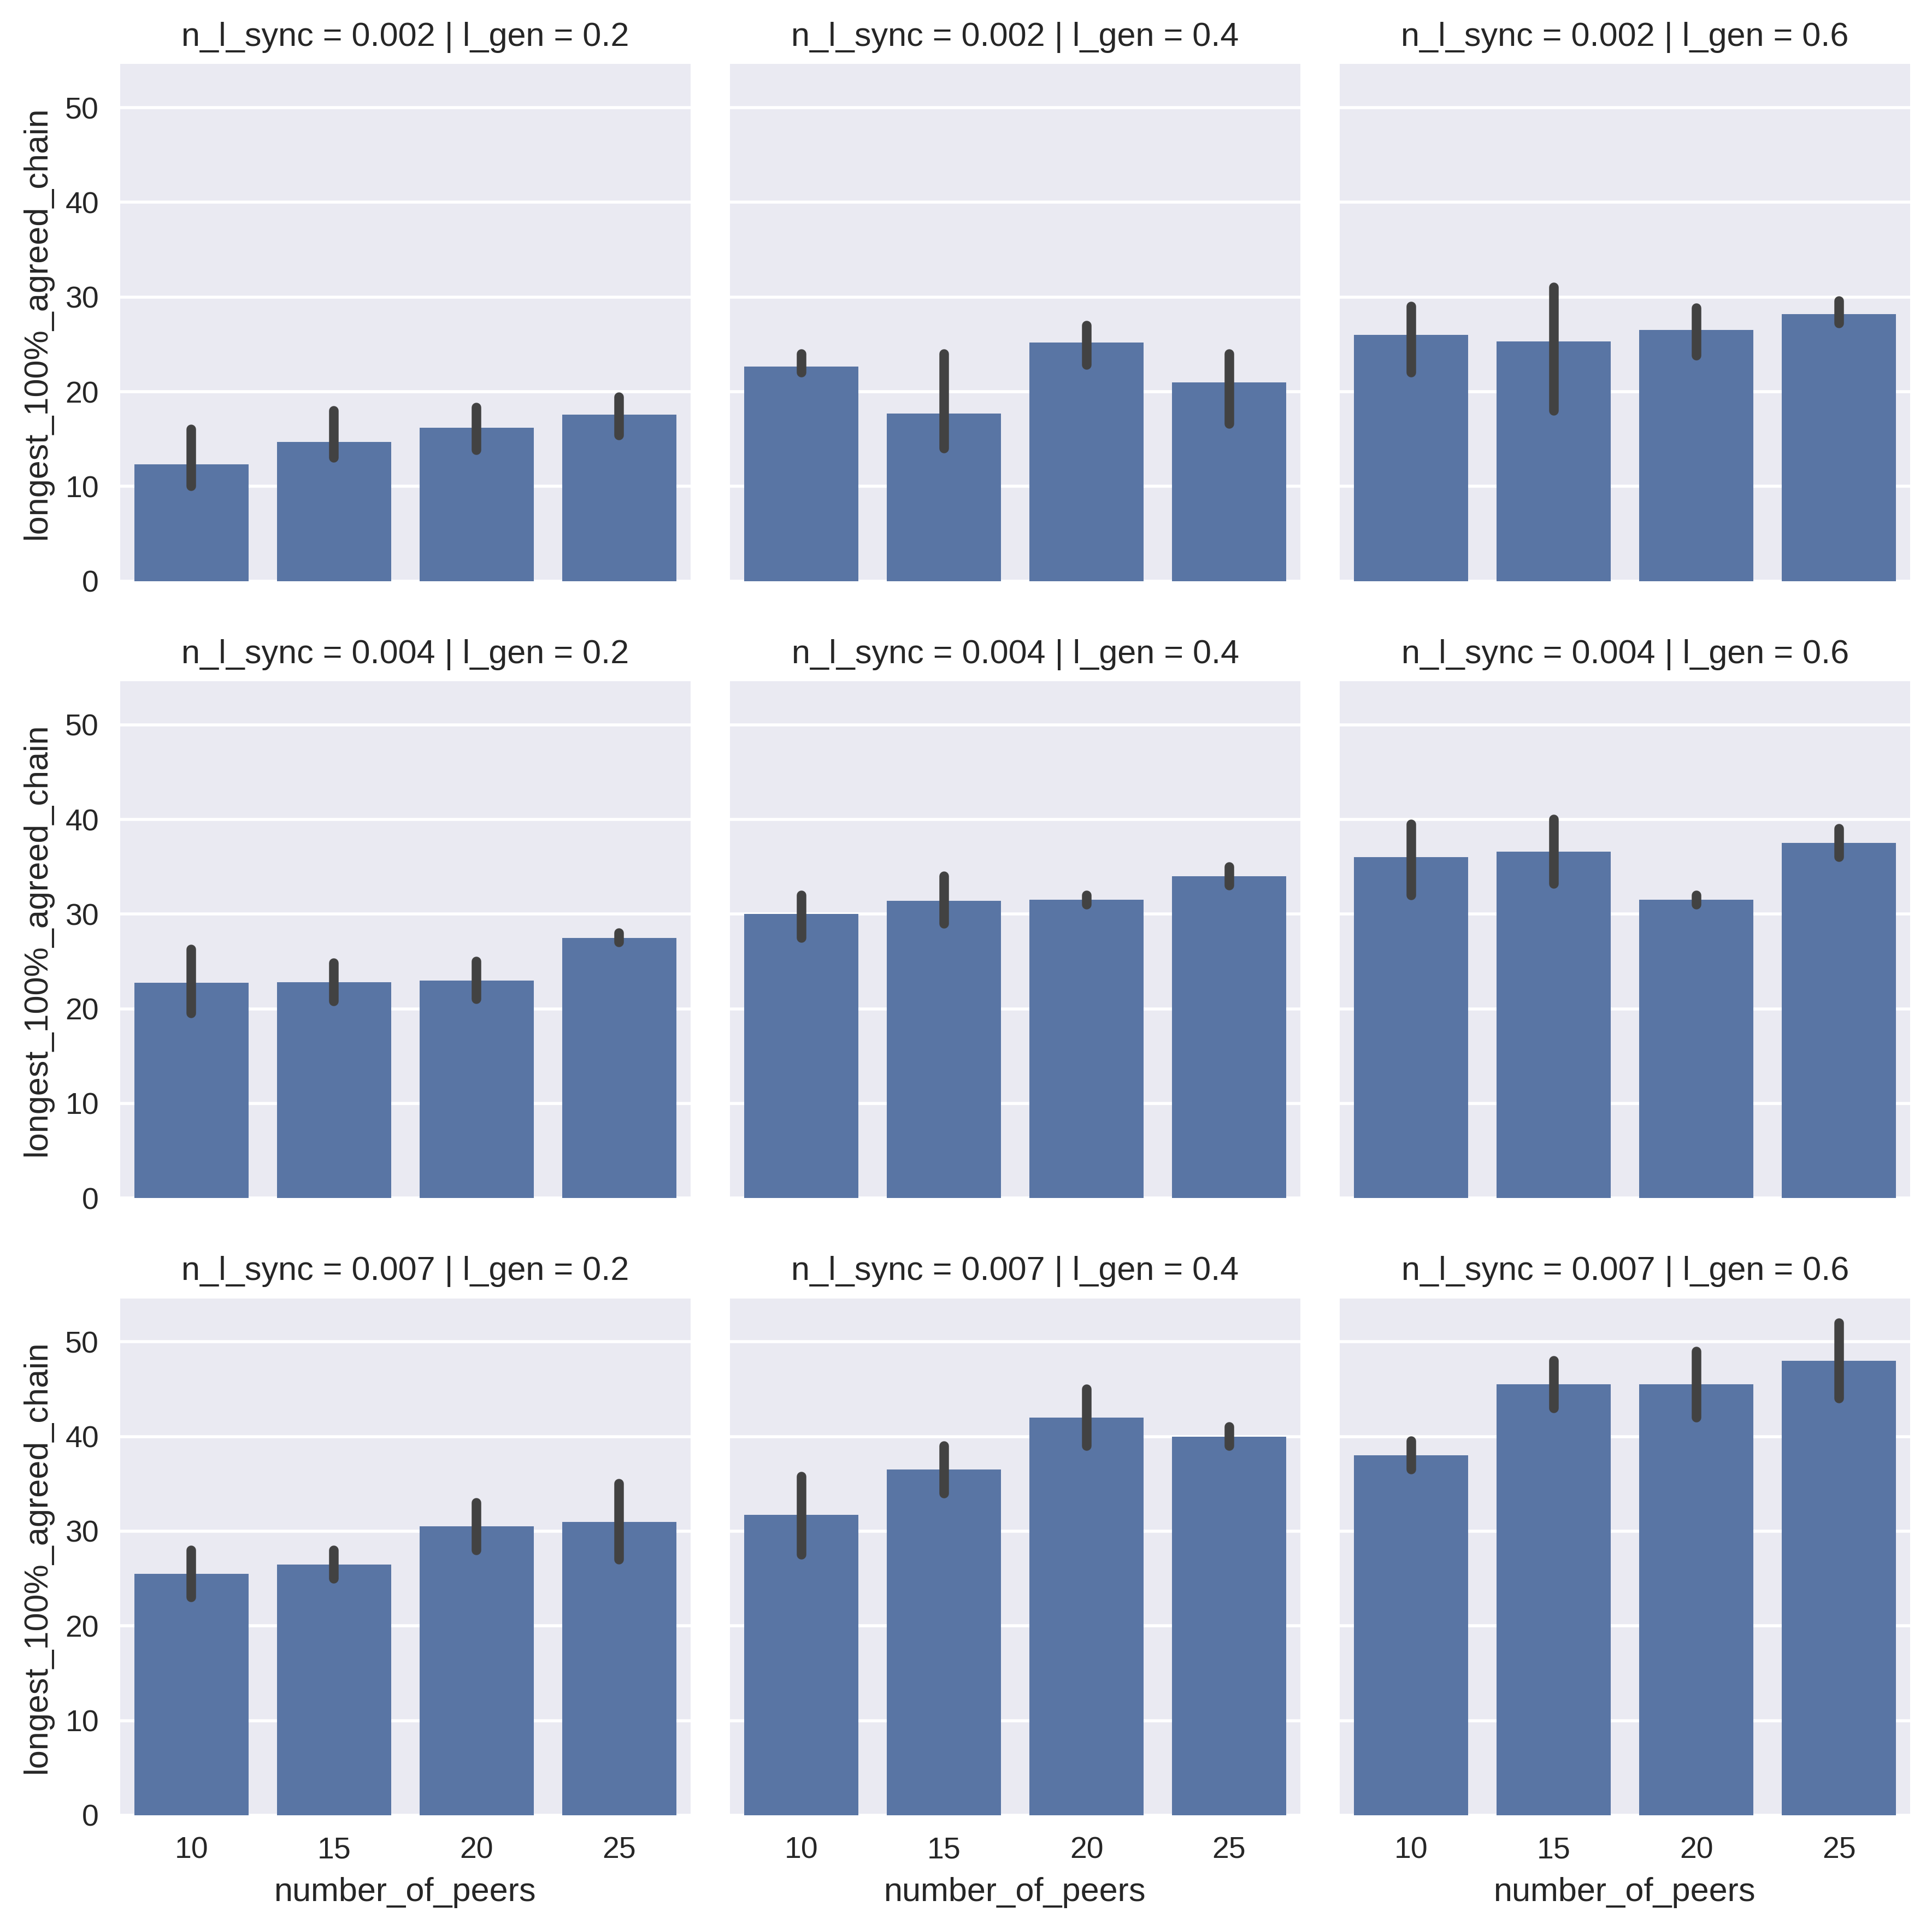 n_l_sync = 0.002 | l_gen = 0.2
n_l_sync = 0.002 | l_gen = 0.4
n_l_sync = 0.002 | l_gen = 0.6
longest_100%_agreed_chain
50
40
30
20
10
0
n_l_sync = 0.004 | l_gen = 0.2
n_l_sync = 0.004 | l_gen = 0.4
n_l_sync = 0.004 | l_gen = 0.6
longest_100%_agreed_chain
50
40
30
20
10
0
n_l_sync = 0.007 | l_gen = 0.2
n_l_sync = 0.007 | l_gen = 0.4
n_l_sync = 0.007 | l_gen = 0.6
longest_100%_agreed_chain
50
40
30
20
10
0
10 15 20 25
10 15 20 25
10 15 20 25
number_of_peers
number_of_peers
number_of_peers